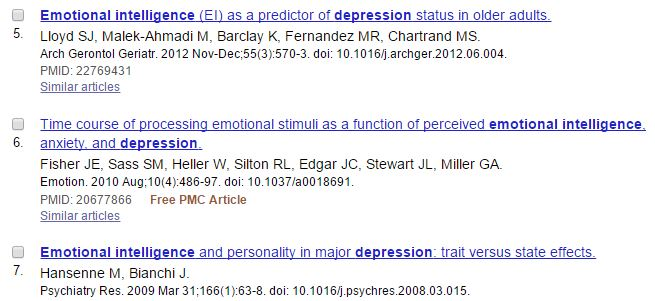 Emotional intelligence (EI) as a predictor of depression status in older adults.
5. Lloyd SJ, Malek-Ahmadi M, Barclay K, Fernandez MR, Chartrand MS.
Arch Gerontol Geriatr. 2012 Nov-Dec;55(3):570-3. doi: 10.1016/j.archger.2012.06.004.
PMID: 22769431
Similar articles
Time course of processing emotional stimuli as a function of perceived emotional intelligence,
6. anxiety, and depression.
Fisher JE, Sass SM, Heller W, Silton RL, Edgar JC, Stewart JL, Miller GA.
Emotion. 2010 Aug;10(4):486-97. doi: 10.1037/a0018691.
PMID: 20677866 Free PMC Article
Similar articles
Emotional intelligence and personality in major depression: trait versus state effects.
7. Hansenne M, Bianchi J.
Psychiatry Res. 2009 Mar 31;166(1):63-8. doi: 10.1016/j.psychres.2008.03.015.